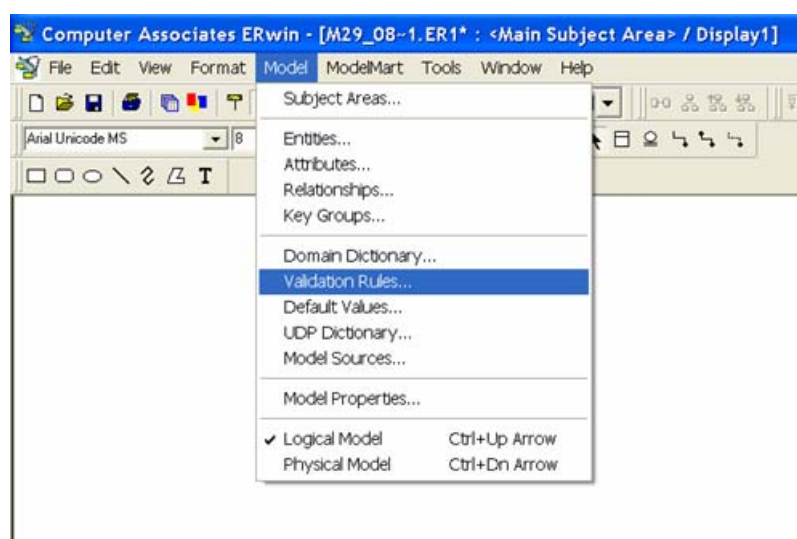 Computer Associates ERwin - [M29_08~1.ER1* : <Main Subject Area> / Display1]
File Edit View Format Model ModelMart Tools Window Help
Subject Areas...
Arial Unicode MS 8
Entities...
Attributes...
T
Relationships...
Key Groups...
Domain Dictionary...
Validation Rules...
Default Values...
UDP Dictionary...
Model Sources...
Model Properties...
Logical Model Ctrl+Up Arrow
Physical Model Ctrl+Dn Arrow